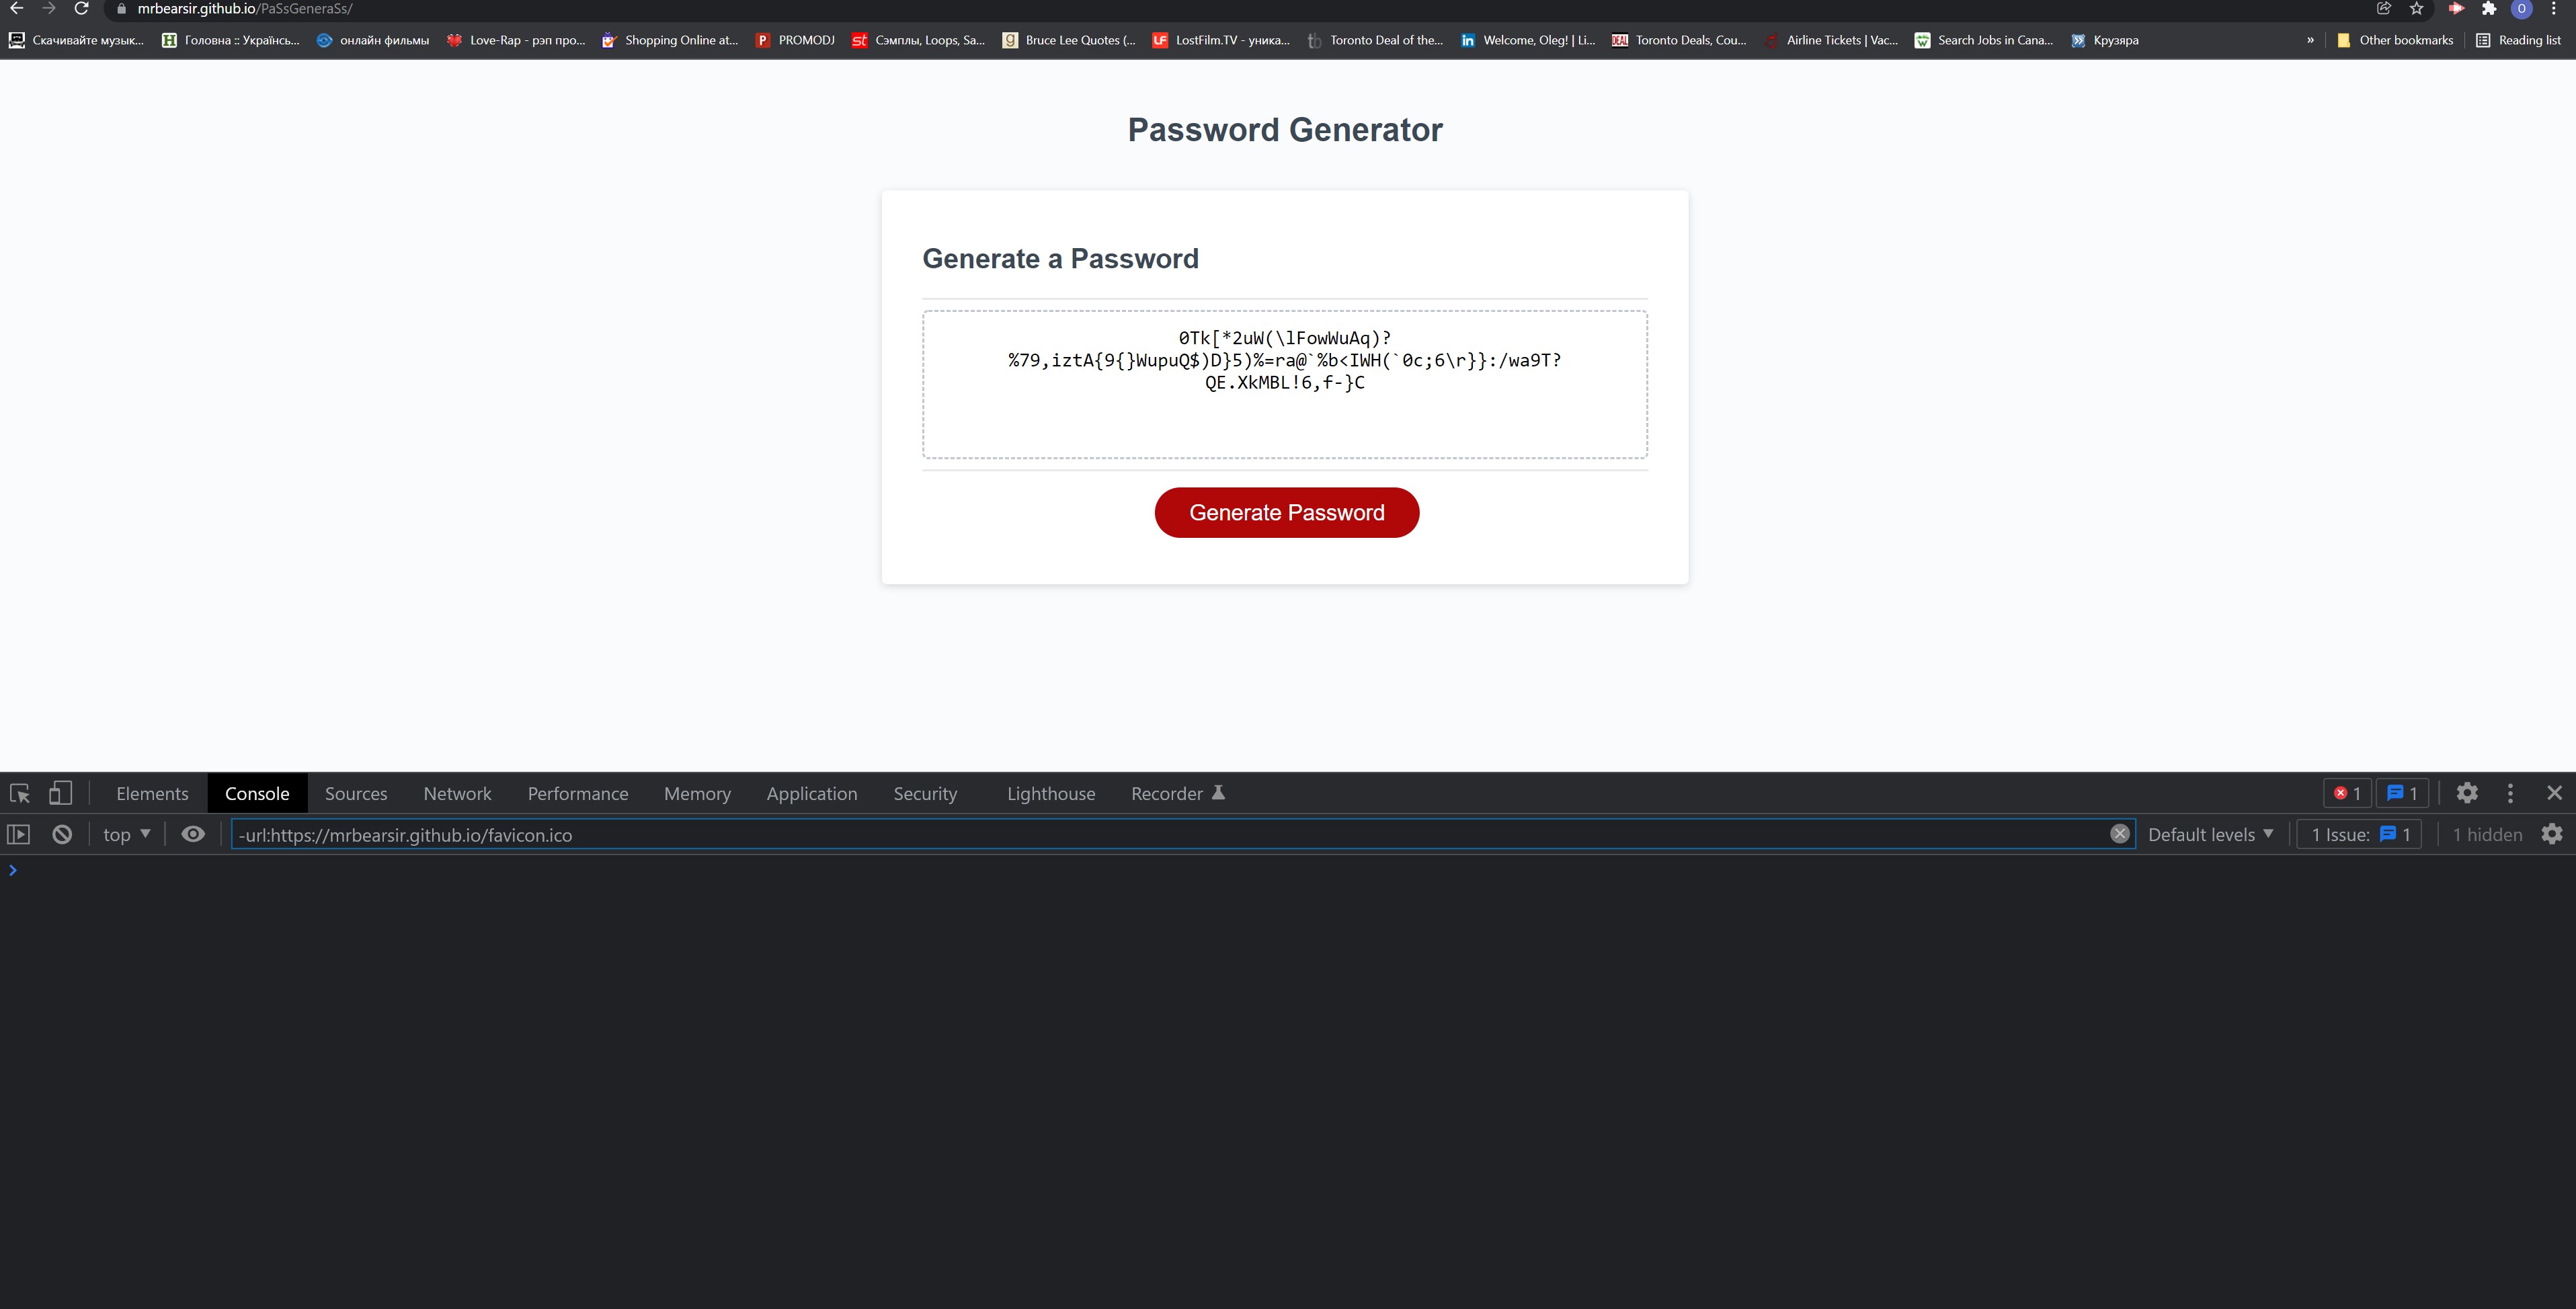 mrbearsir.github.io/PaSsGeneraSs/
O
Скачивайте музык...
Головна :: Українсь...
онлайн фильмы
Love-Rap - рэп про...
Shopping Online at...
P PROMODJ
st Сэмплы, Loops, Sa...
g Bruce Lee Quotes (...
LF LostFilm.TV - уника...
tb Toronto Deal of the...
in Welcome, Oleg! | Li...
DEAL Toronto Deals, Cou...
Airline Tickets | Vac...
Search Jobs in Cana...
Крузяра
»
Other bookmarks
Reading list
Password Generator
Generate a Password
0Tk[*2uW(\lFowWuAq)?
%79,iztA{9{}WupuQ$)D}5)%=ra@`%b<IWH(`0c;6\r}}:/wa9T?
QE.XkMBL!6,f-}C
Generate Password
Elements Console Sources Network Performance Memory Application Security Lighthouse Recorder 1 1
top -url:https://mrbearsir.github.io/favicon.ico Default levels 1 Issue: 1 1 hidden